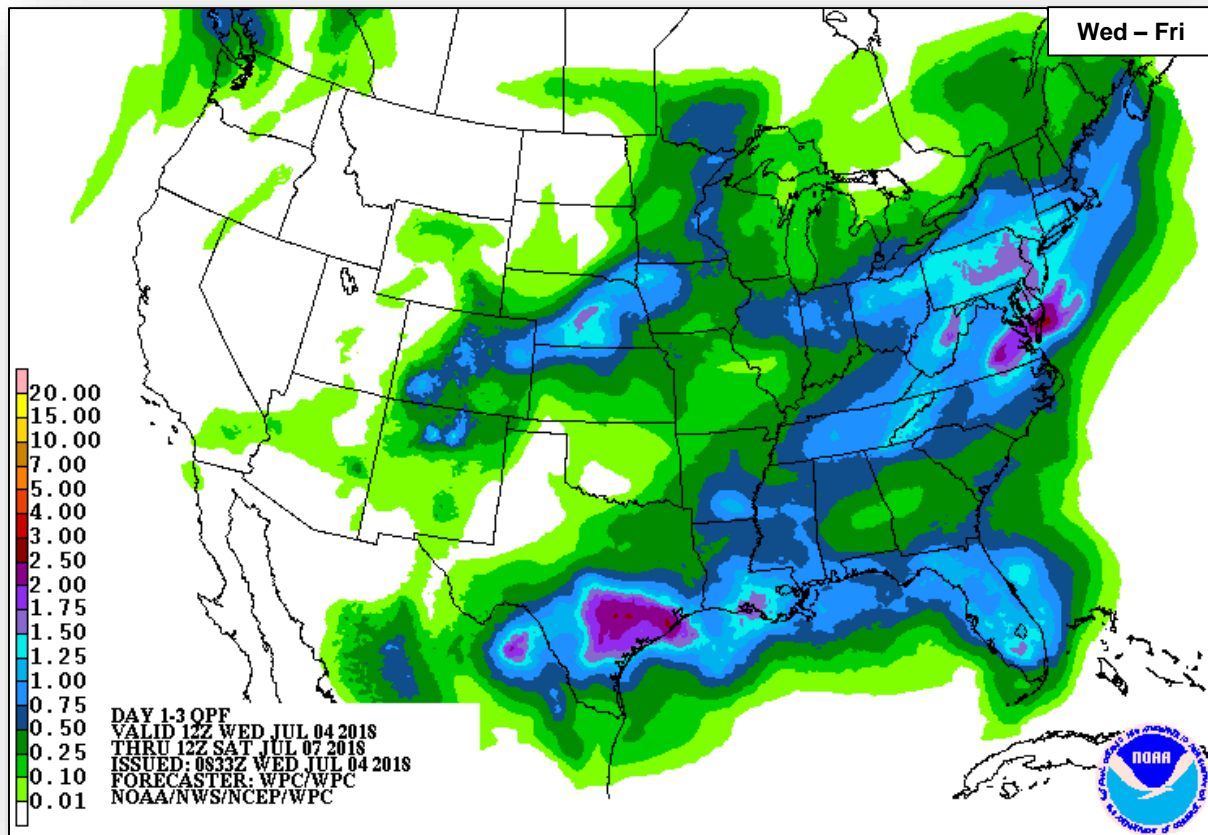 Wed – Fri
20.00
15.00
10.00
7.00
5.00
4.00
3.00
2.50
2.00
1.75
1.50
1.25
1.00
0.75
0.50
0.25
0.10
0.01
DAY 1-3 QPF
VALID 12Z WED JUL 04 2018
THRU 12Z SAT JUL 07 2018
ISSUED: 0833Z WED JUL 04 2018
FORECASTER: WPC/WPC
NOAA/NWS/NCEP/WPC
NOAA